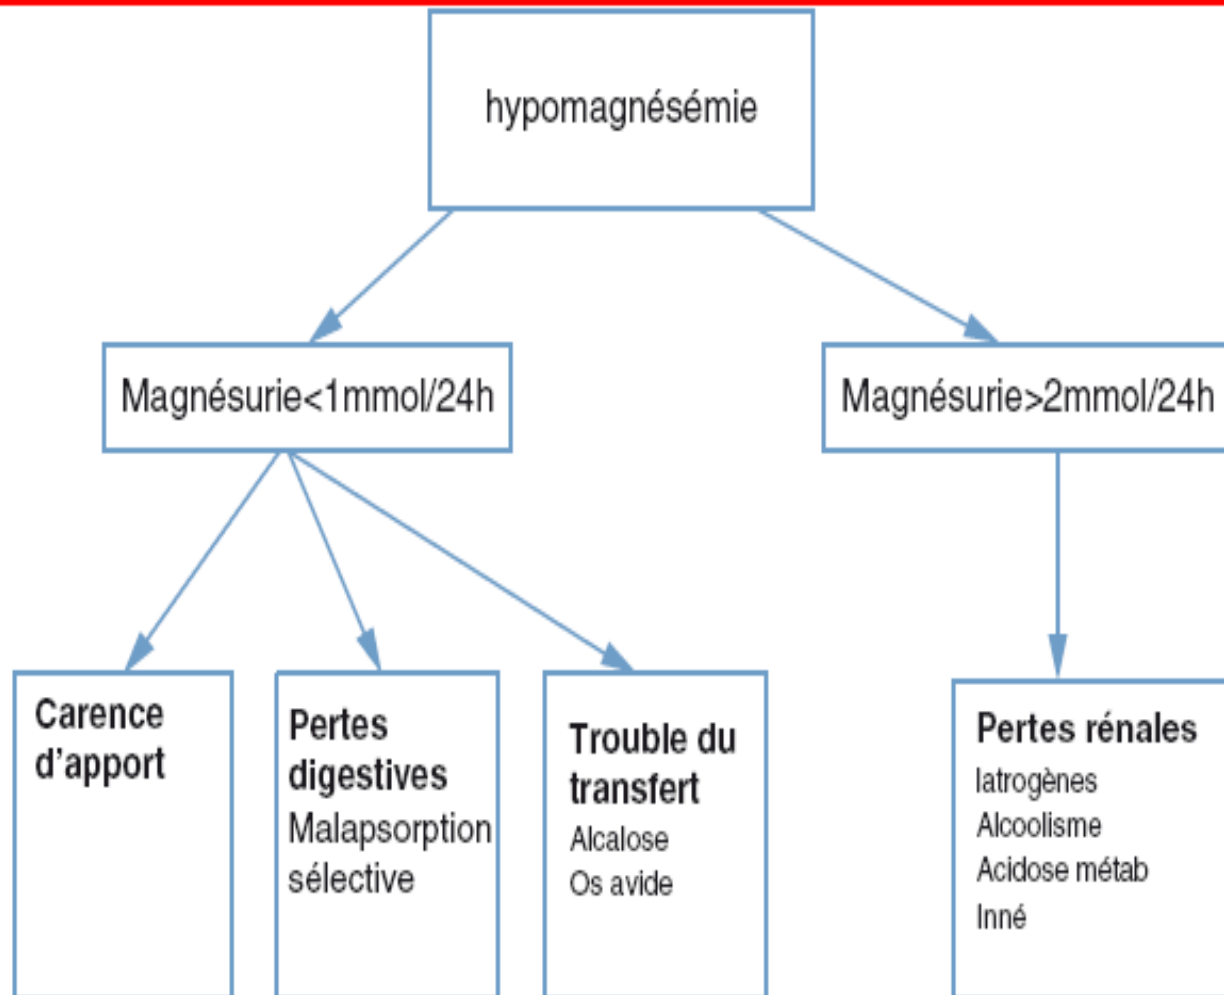 hypomagnésémie
Magnésurie<1mmol/24h
Magnésurie>2mmol/24h
Carence
d'apport
Pertes
digestives
Malapsorption
sélective
Trouble du
transfert
Alcalose
Os avide
Pertes rénales
Iatrogènes
Alcoolisme
Acidose métab
Inné